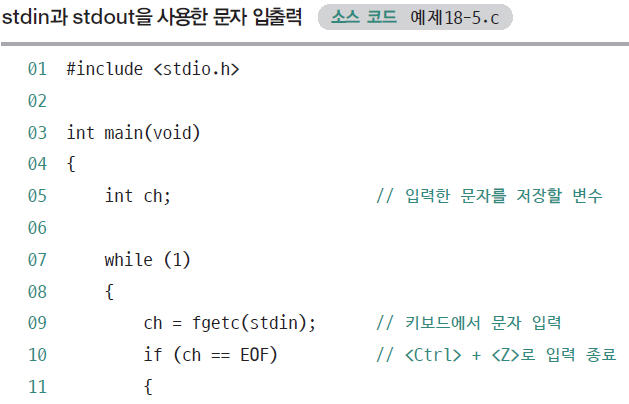 stdin과 stdout을 사용한 문자 입출력 소스 코드 예제18-5.c
01 #include <stdio.h>
02
03 int main(void)
04 {
05     int ch;                     // 입력한 문자를 저장할 변수
06
07     while (1)
08     {
09         ch = fgetc(stdin);      // 키보드에서 문자 입력
10         if (ch == EOF)          // <Ctrl> + <Z>로 입력 종료
11         {